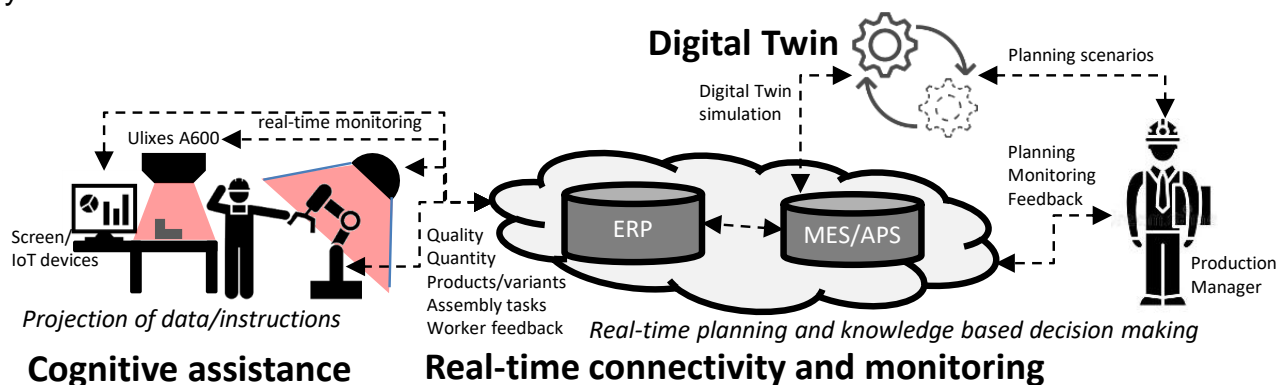 Digital Twin
Planning scenarios
Digital Twin
simulation
real-time monitoring
Ulixes A600
Planning
Monitoring
Feedback
ERP
MES/APS
Screen/
IoT devices
Quality
Quantity
Products/variants
Assembly tasks
Worker feedback
Production
Manager
Projection of data/instructions
Real-time planning and knowledge based decision making
Cognitive assistance
Real-time connectivity and monitoring